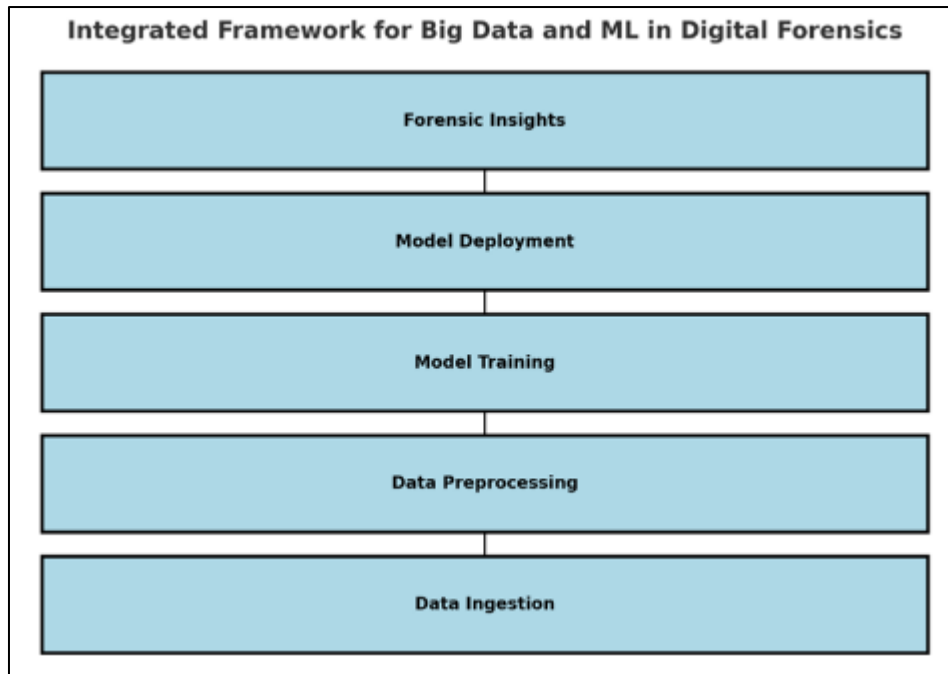 Integrated Framework for Big Data and ML in Digital Forensics
Forensic Insights
Model Deployment
Model Training
Data Preprocessing
Data Ingestion